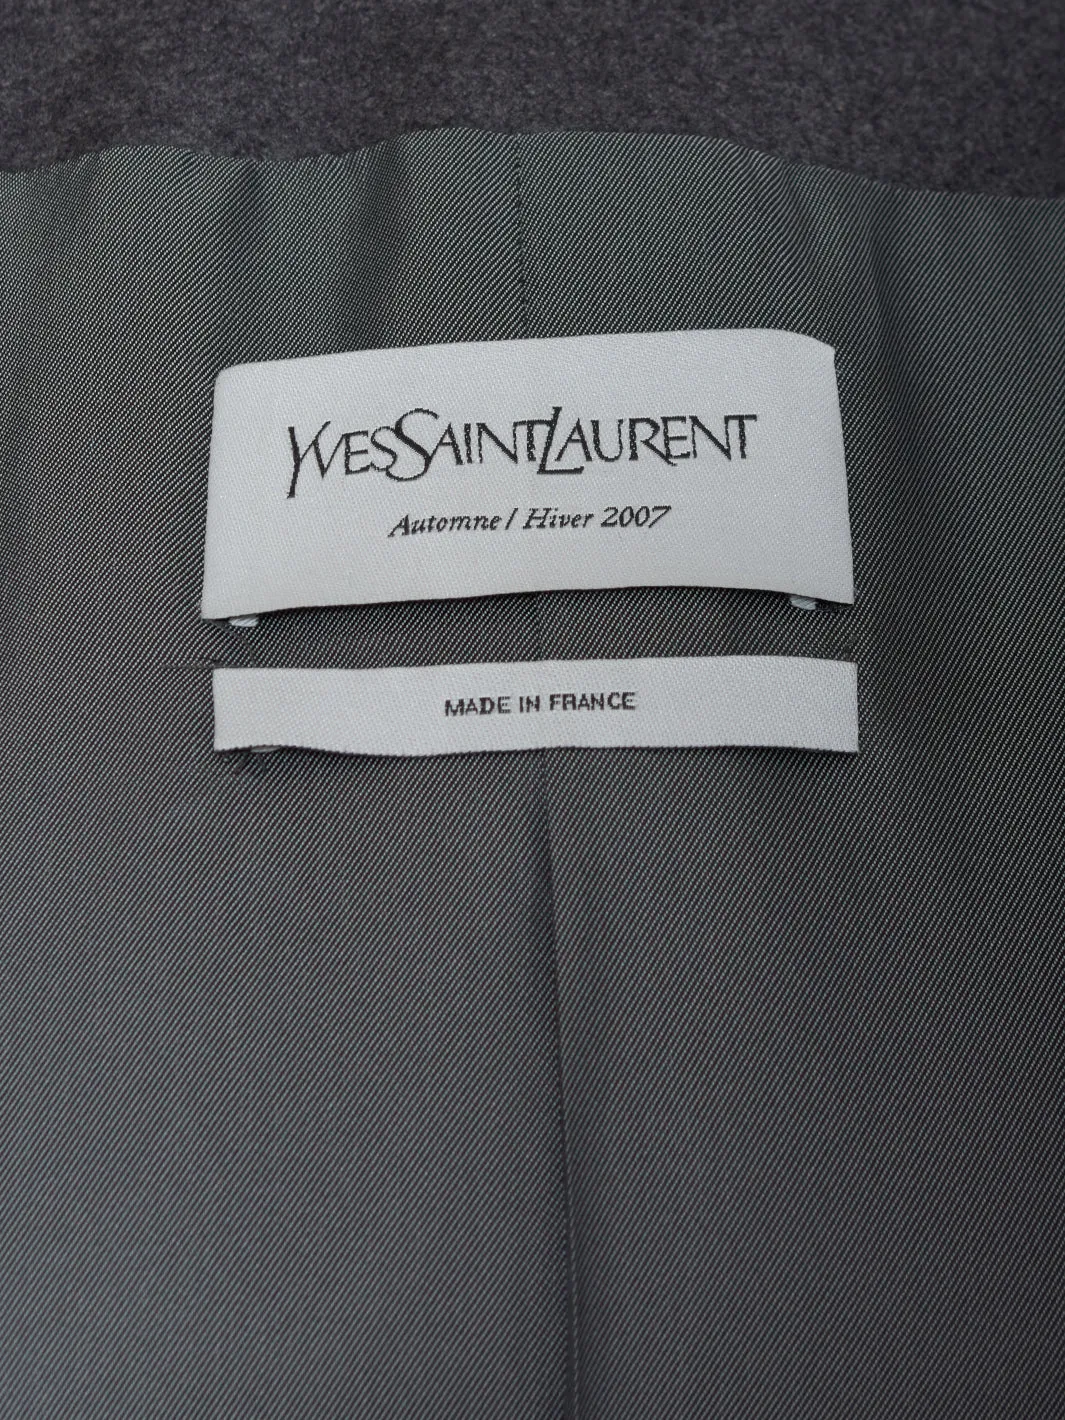 YVESSAINTLAURENT
Automne / Hiver 2007
MADE IN FRANCE